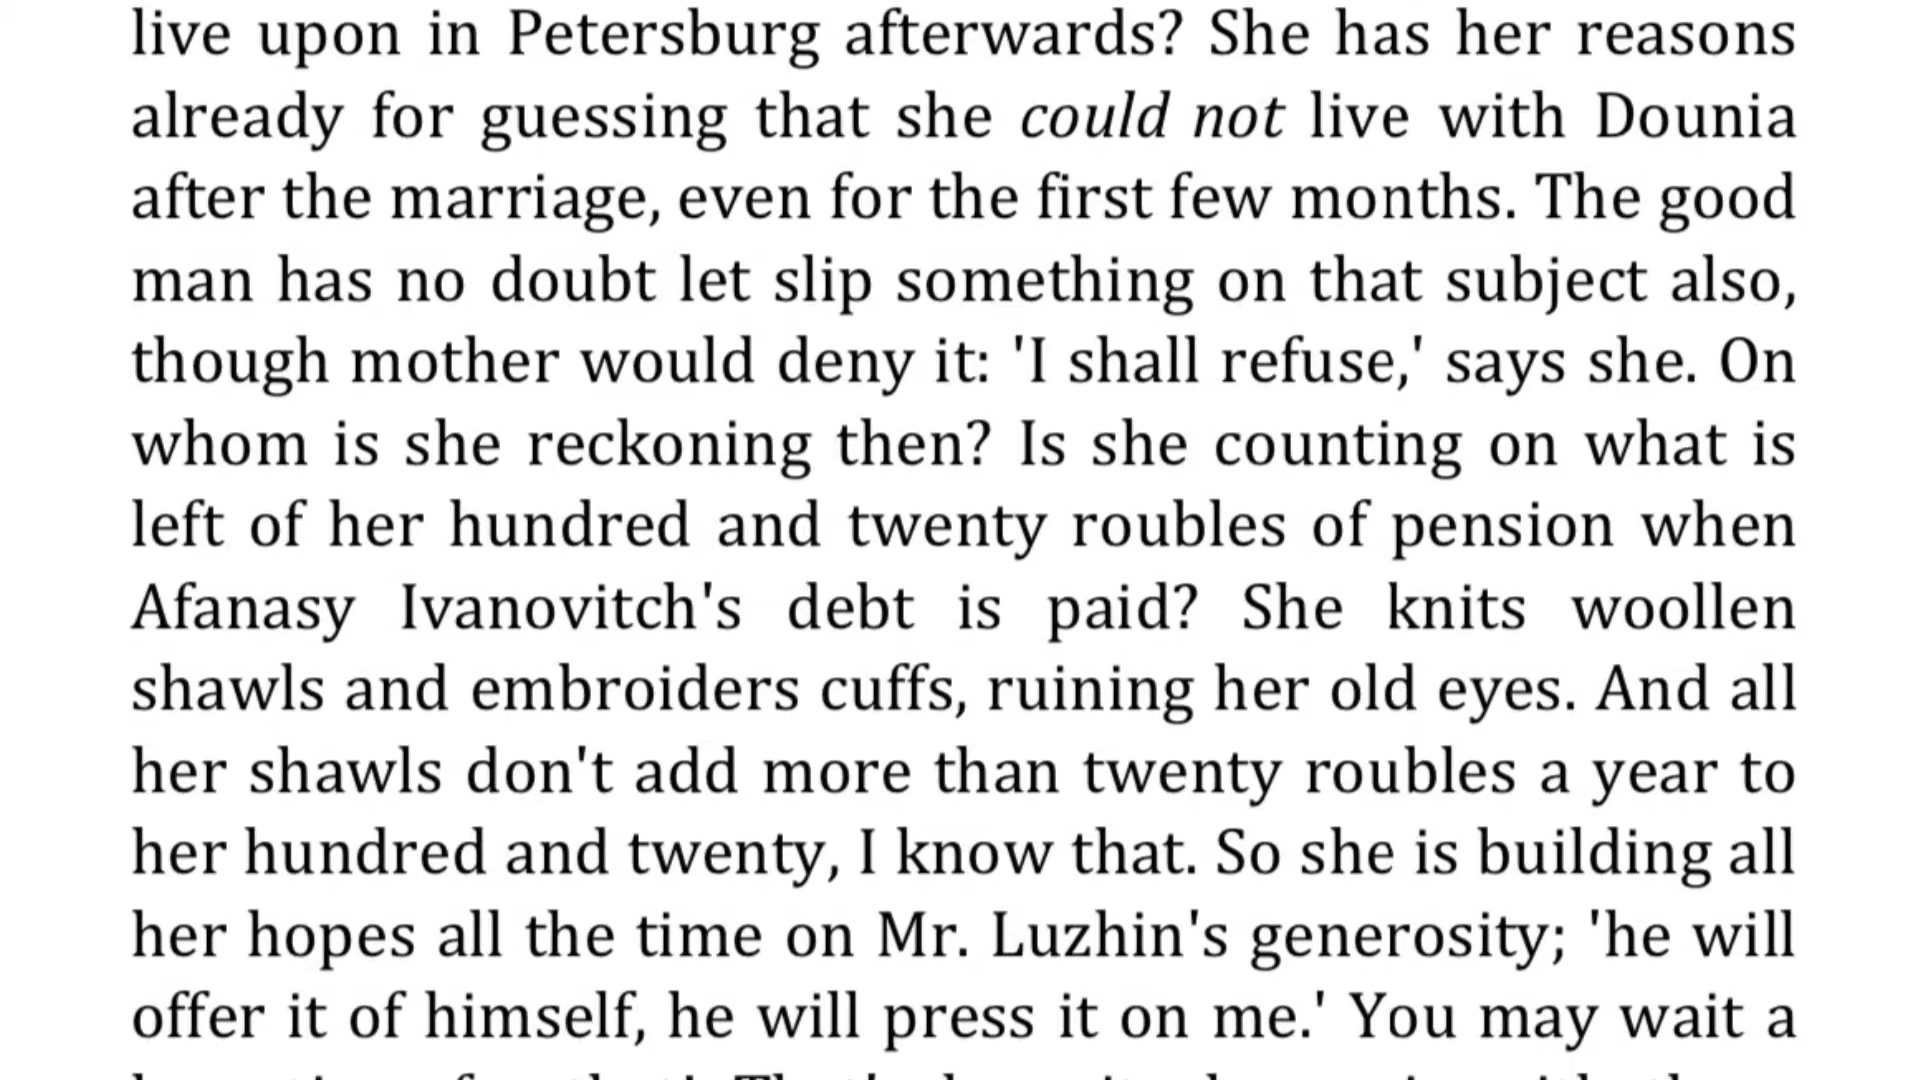 live upon in Petersburg afterwards? She has her reasons
already for guessing that she could not live with Dounia
after the marriage, even for the first few months. The good
man has no doubt let slip something on that subject also,
though mother would deny it: 'I shall refuse,' says she. On
whom is she reckoning then? Is she counting on what is
left of her hundred and twenty roubles of pension when
Afanasy Ivanovitch's debt is paid? She knits woollen
shawls and embroiders cuffs, ruining her old eyes. And all
her shawls don't add more than twenty roubles a year to
her hundred and twenty, I know that. So she is building all
her hopes all the time on Mr. Luzhin's generosity; 'he will
offer it of himself, he will press it on me.' You may wait a